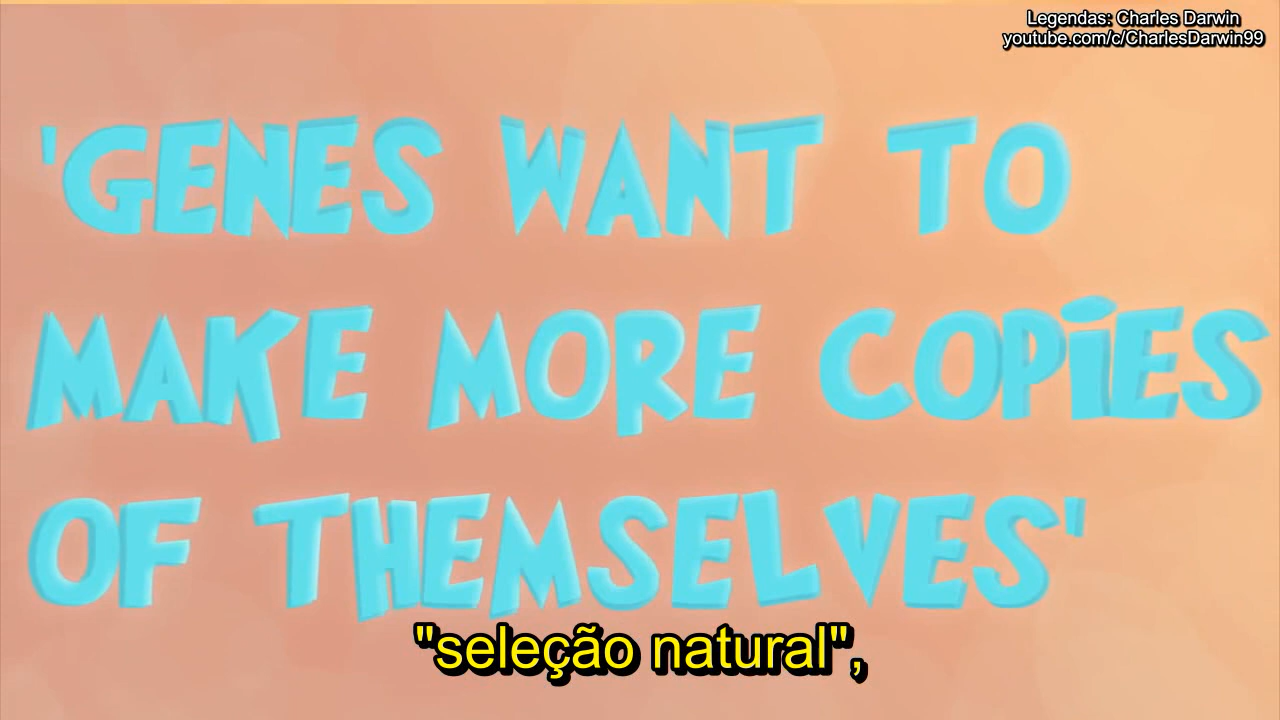 Legendas: Charles Darwin
youtube.com/c/CharlesDarwin99
'GENES WANT TO
MAKE MORE COPIES
OF THEMSELVES'
"seleção natural",